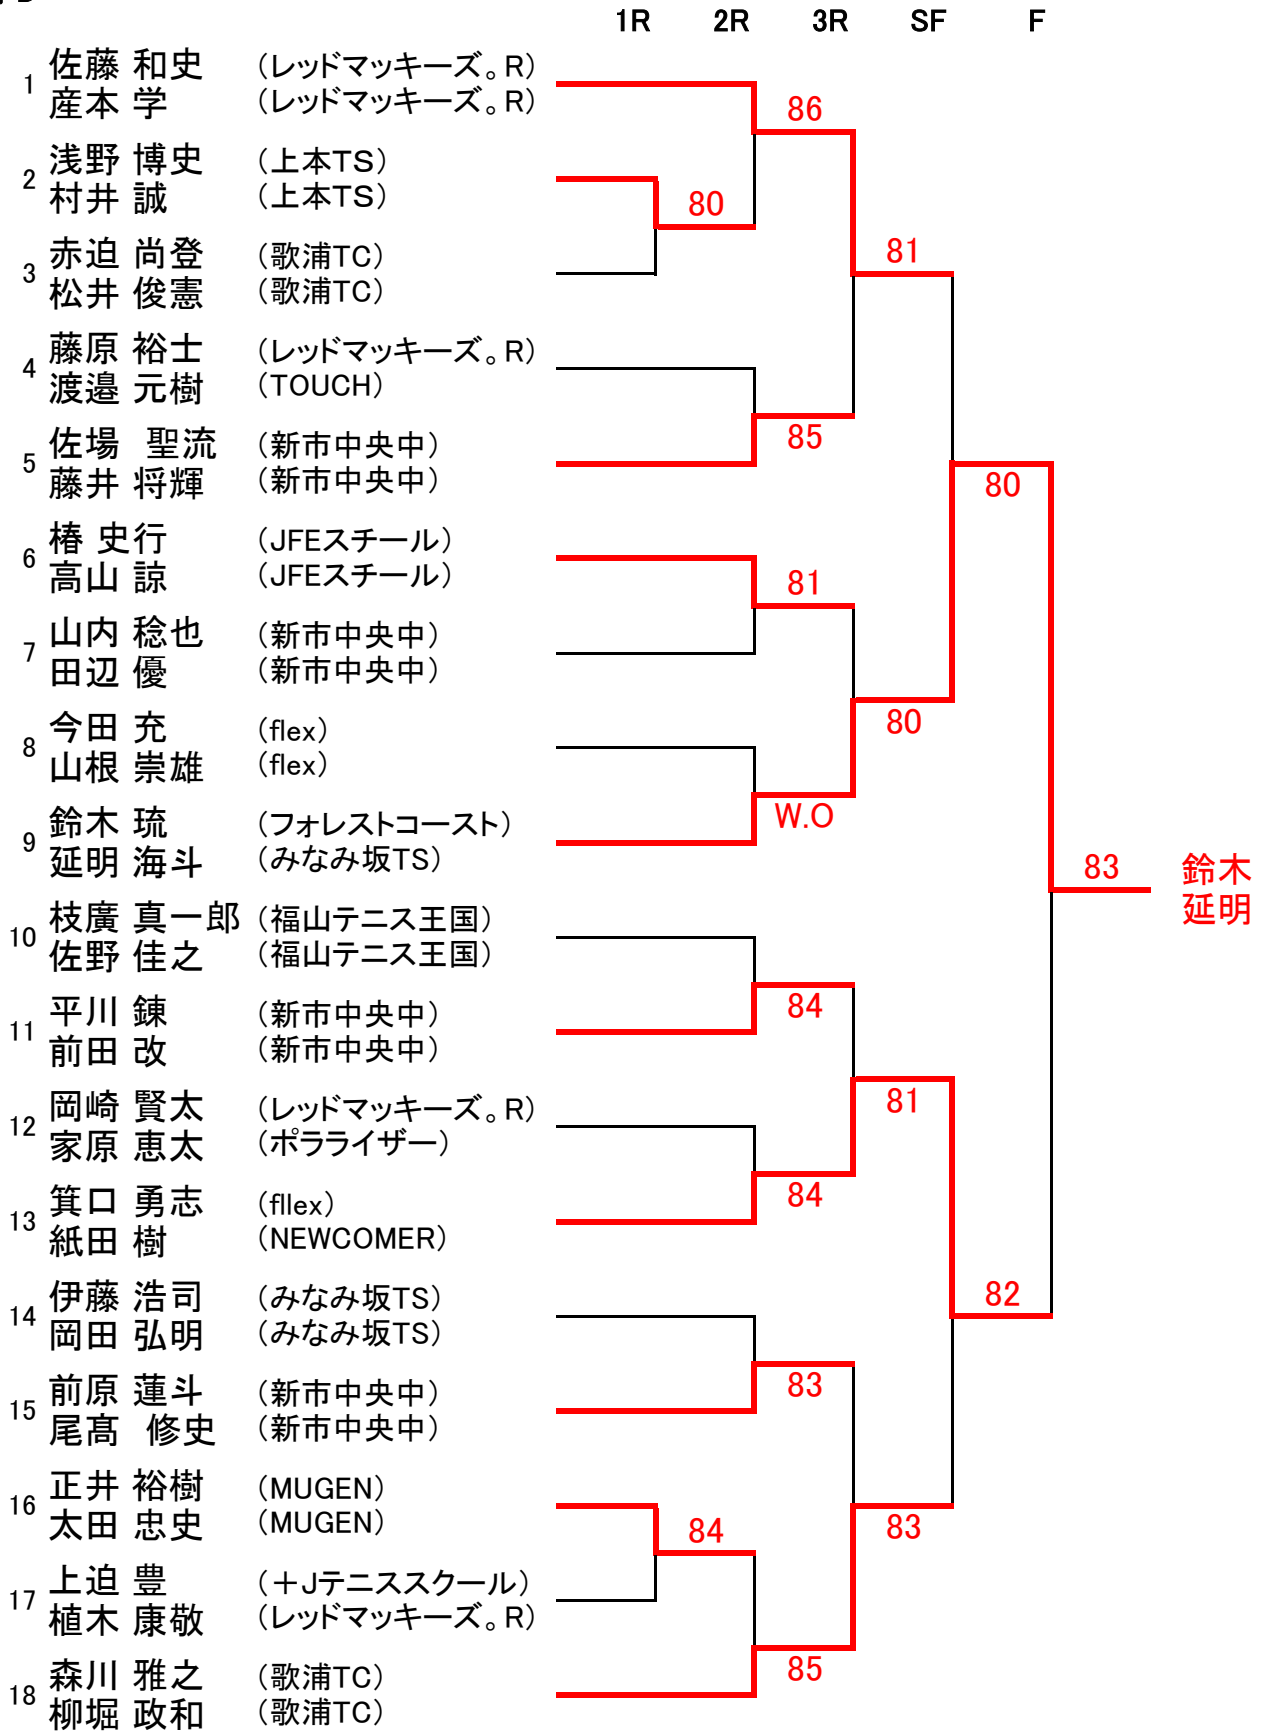 1R 2R 3R SF F
1 佐藤 和史 (レッドマッキーズ。R)
産本 学 (レッドマッキーズ。R)
86
2 浅野 博史 (上本TS)
村井 誠 (上本TS)
80
3 赤迫 尚登 (歌浦TC)
松井 俊憲 (歌浦TC)
81
4 藤原 裕士 (レッドマッキーズ。R)
渡邉 元樹 (TOUCH)
85
5 佐場 聖流 (新市中央中)
藤井 将輝 (新市中央中)
80
6 椿 史行 (JFEスチール)
高山 諒 (JFEスチール)
81
7 山内 稔也 (新市中央中)
田辺 優 (新市中央中)
80
8 今田 充 (flex)
山根 崇雄 (flex)
W.O
9 鈴木 琉 (フォレストコースト)
延明 海斗 (みなみ坂TS)
83 鈴木
延明
10 枝廣 真一郎 (福山テニス王国)
佐野 佳之 (福山テニス王国)
84
11 平川 錬 (新市中央中)
前田 改 (新市中央中)
81
12 岡崎 賢太 (レッドマッキーズ。R)
家原 恵太 (ポラライザー)
84
13 箕口 勇志 (fllex)
紙田 樹 (NEWCOMER)
82
14 伊藤 浩司 (みなみ坂TS)
岡田 弘明 (みなみ坂TS)
83
15 前原 蓮斗 (新市中央中)
尾髙 修史 (新市中央中)
16 正井 裕樹 (MUGEN)
太田 忠史 (MUGEN)
84
83
17 上迫 豊 (+Jテニススクール)
植木 康敬 (レッドマッキーズ。R)
85
18 森川 雅之 (歌浦TC)
柳堀 政和 (歌浦TC)